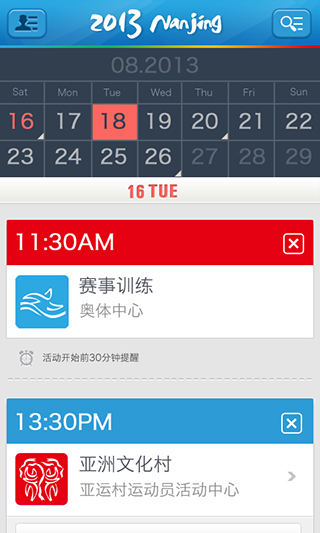 2013 Nanjing
08.2013
Sat Mon Tue Wed Thu Fri Sun
16 17 18 19 20 21 22
23 24 25 26 27 28 29
16 TUE
11:30AM
赛事训练
奥体中心
活动开始前30分钟提醒
13:30PM
亚洲文化村
亚运村运动员活动中心